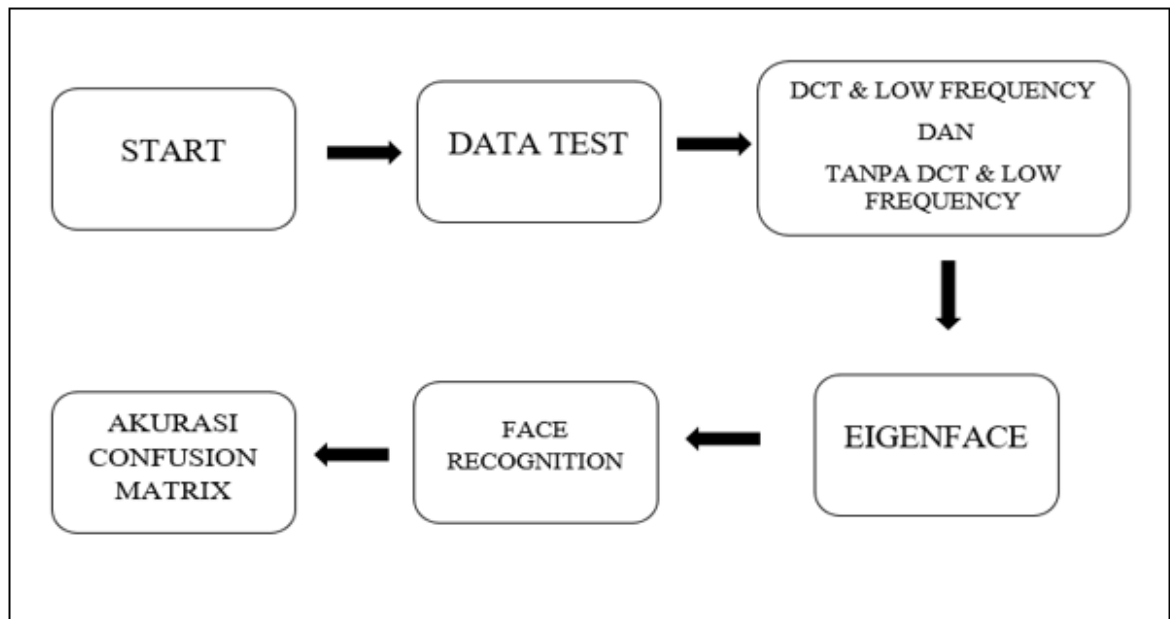 START
DATA TEST
DCT & LOW FREQUENCY
DAN
TANPA DCT & LOW
FREQUENCY
EIGENFACE
FACE
RECOGNITION
AKURASI
CONFUSION
MATRIX